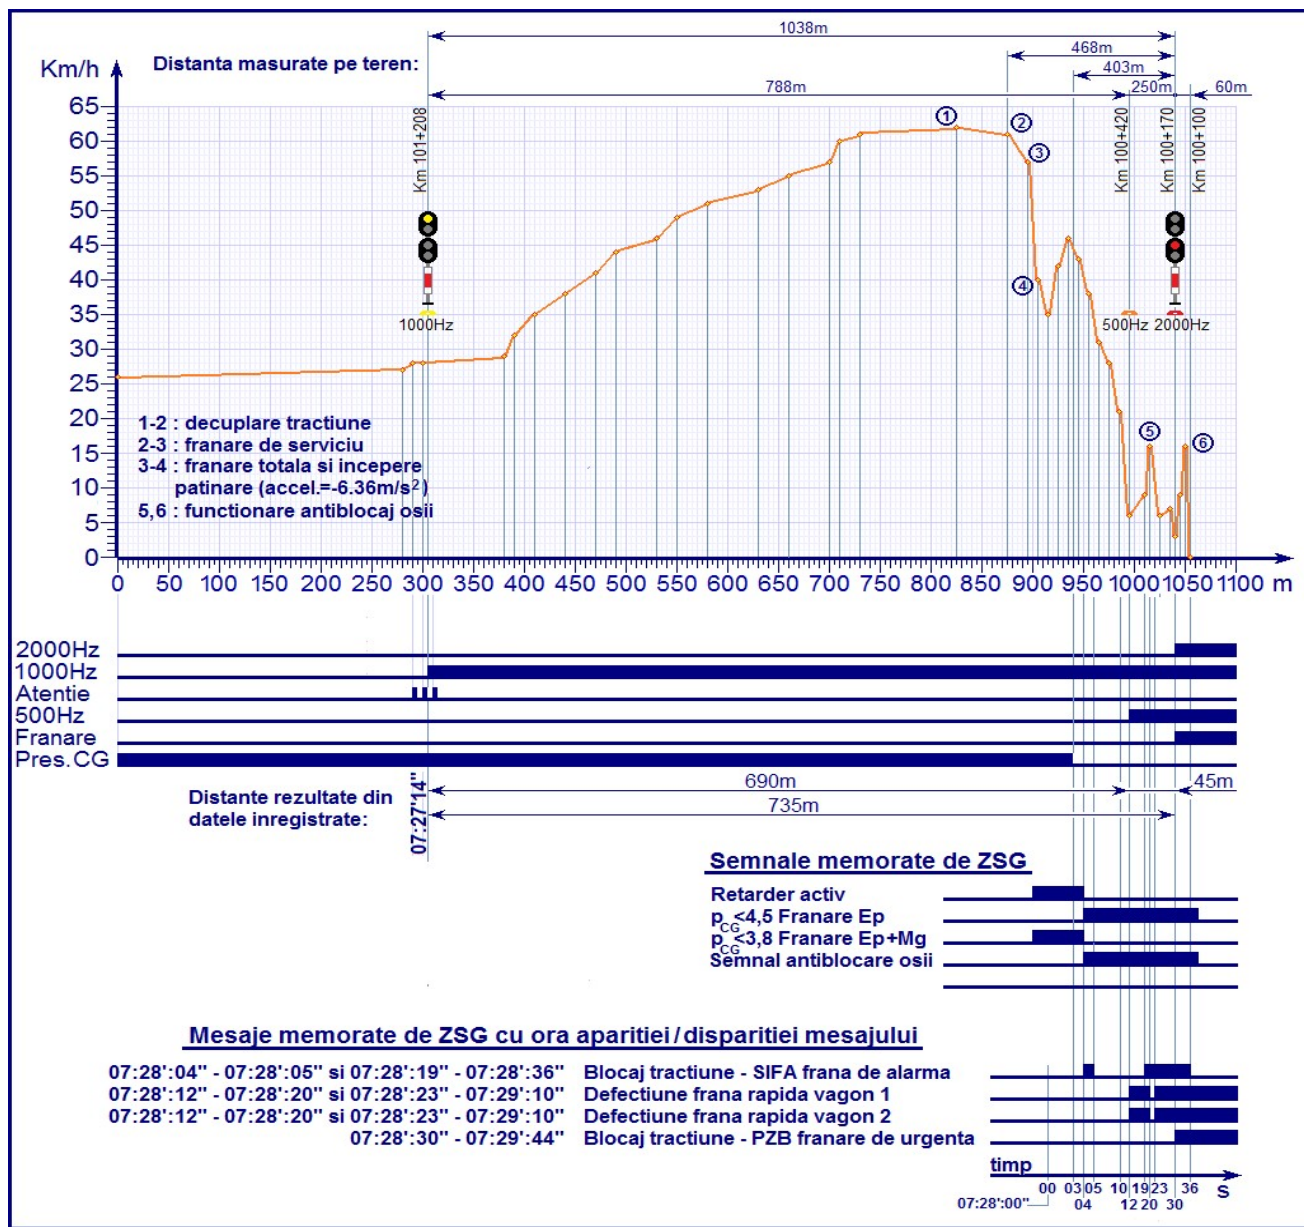 1038m
468m
403m
788m 250m 60m
Km/h
Distanta masurate pe teren:
65
60
55
50
45
40
35
30
25
20
15
10
5
0
Km 101+208
Km 100+420
Km 100+170
Km 100+100
1
2
3
4
5
6
1000Hz
500Hz 2000Hz
1-2 : decuplare tractiune
2-3 : franare de serviciu
3-4 : franare totala si incepere
patinare (accel.=-6.36m/s²)
5,6 : functionare antiblocaj osii
0 50 100 150 200 250 300 350 400 450 500 550 600 650 700 750 800 850 900 950 1000 1050 1100 m
2000Hz
1000Hz
Atentie
500Hz
Franare
Pres.CG
07:27'14"
Distante rezultate din
datele inregistrate:
690m 45m
735m
Semnale memorate de ZSG
Retarder activ
pCG<4,5 Franare Ep
pCG<3,8 Franare Ep+Mg
Semnal antiblocare osii
Mesaje memorate de ZSG cu ora aparitiei/disparitiei mesajului
07:28':04" - 07:28':05" si 07:28':19" - 07:28':36" Blocaj tractiune - SIFA frana de alarma
07:28':12" - 07:28':20" si 07:28':23" - 07:29':10" Defectiune frana rapida vagon 1
07:28':12" - 07:28':20" si 07:28':23" - 07:29':10" Defectiune frana rapida vagon 2
07:28':30" - 07:29':44" Blocaj tractiune - PZB franare de urgenta
timp
00 03 05 10 19 23 36 S
07:28':00" 04 12 20 30